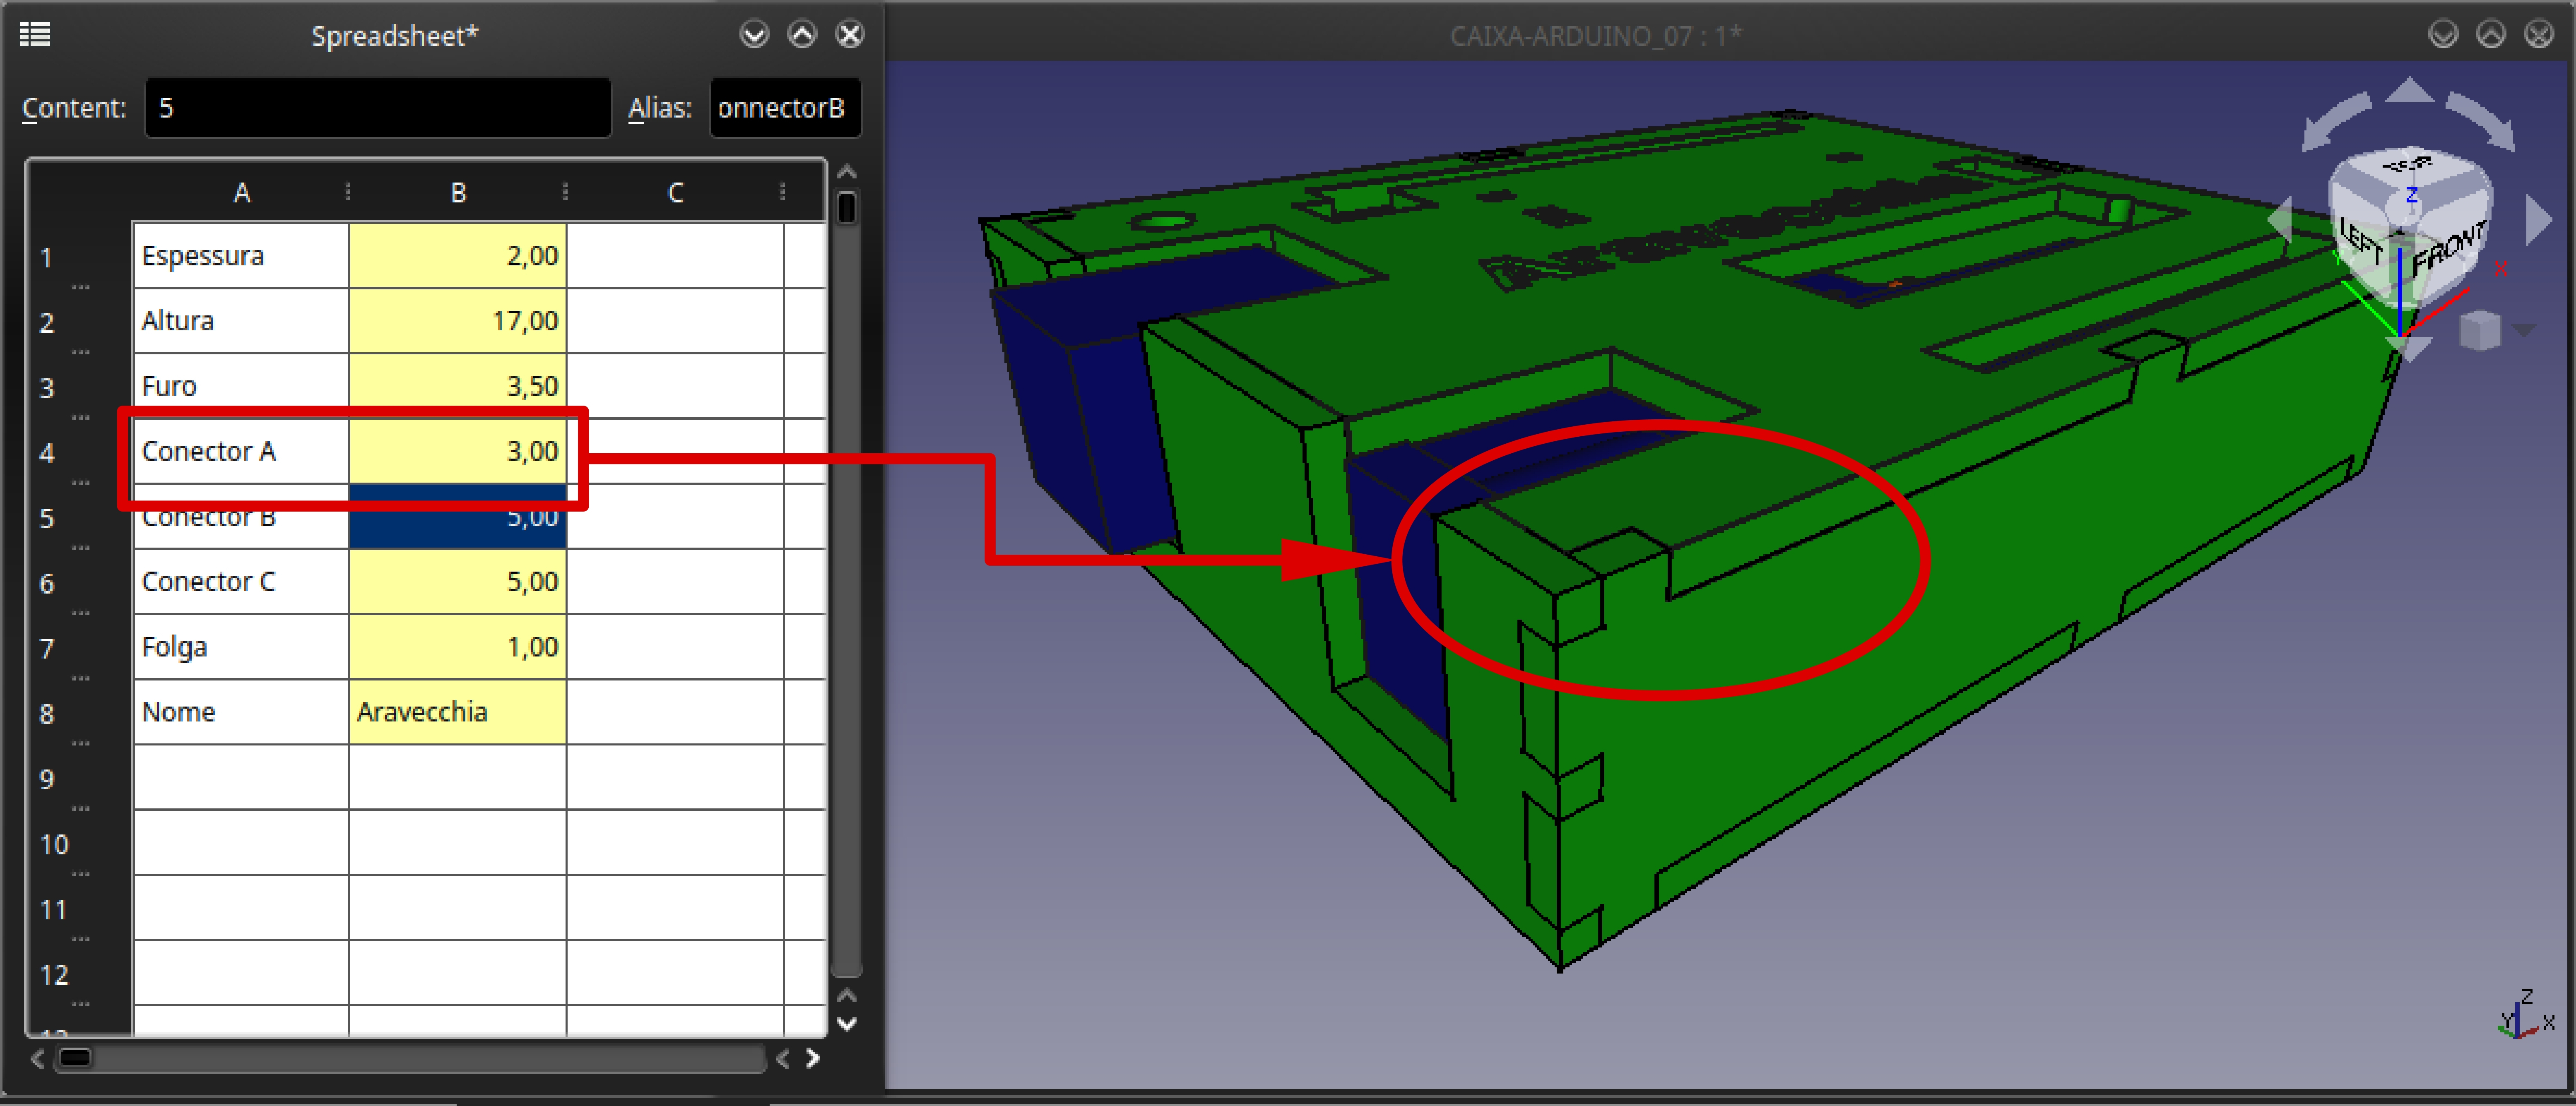 Spreadsheet*
CAIXA-ARDUINO_07 : 1*
Content: 5 Alias: onnectorB
A B C
1 Espessura 2,00
2 Altura 17,00
3 Furo 3,50
4 Conector A 3,00
5 Conector B 5,00
6 Conector C 5,00
7 Folga 1,00
8 Nome Aravecchia
9
10
11
12
Z
LEFT FRONT
X
Z
Y X